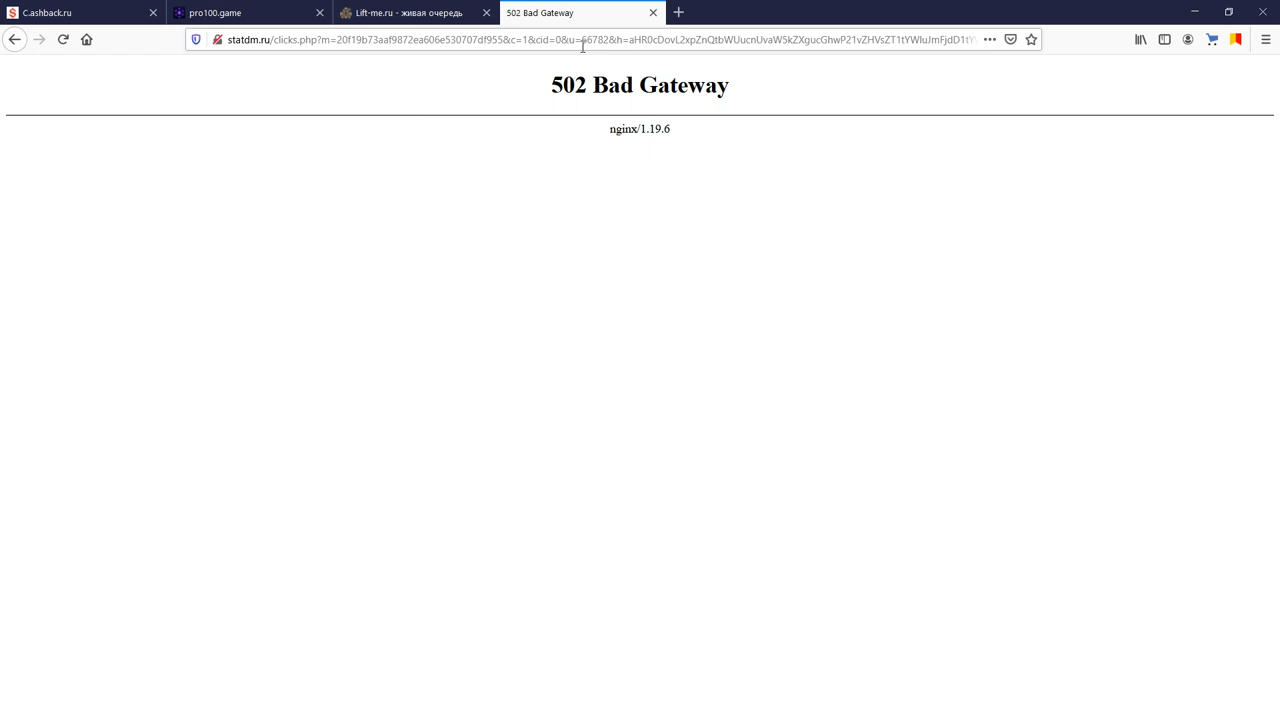 C.ashback.ru
pro100.game
Lift-me.ru - живая очередь
502 Bad Gateway
statdm.ru/clicks.php?m=20f19b73aaf9872ea606e530707df955&c=1&cid=0&u=66782&h=aHR0cDovL2xpZnQtbWUucnUvaW5kZXgucGhwP21vZHVsZT1tYWluJmFjdD1tY
502 Bad Gateway
nginx/1.19.6